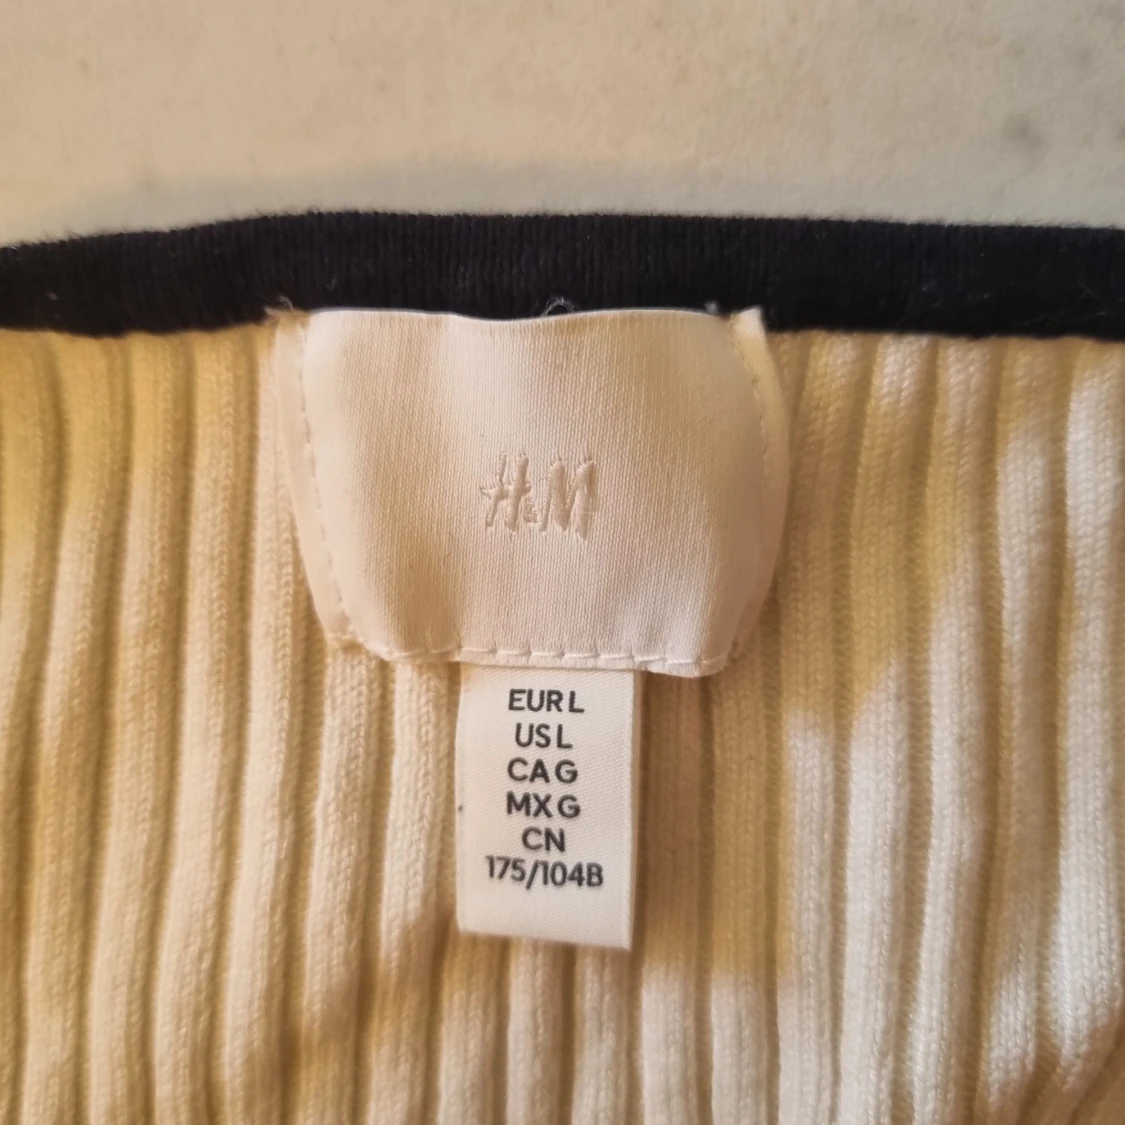 H&M
EUR L
US L
CA G
MX G
CN
175/104B